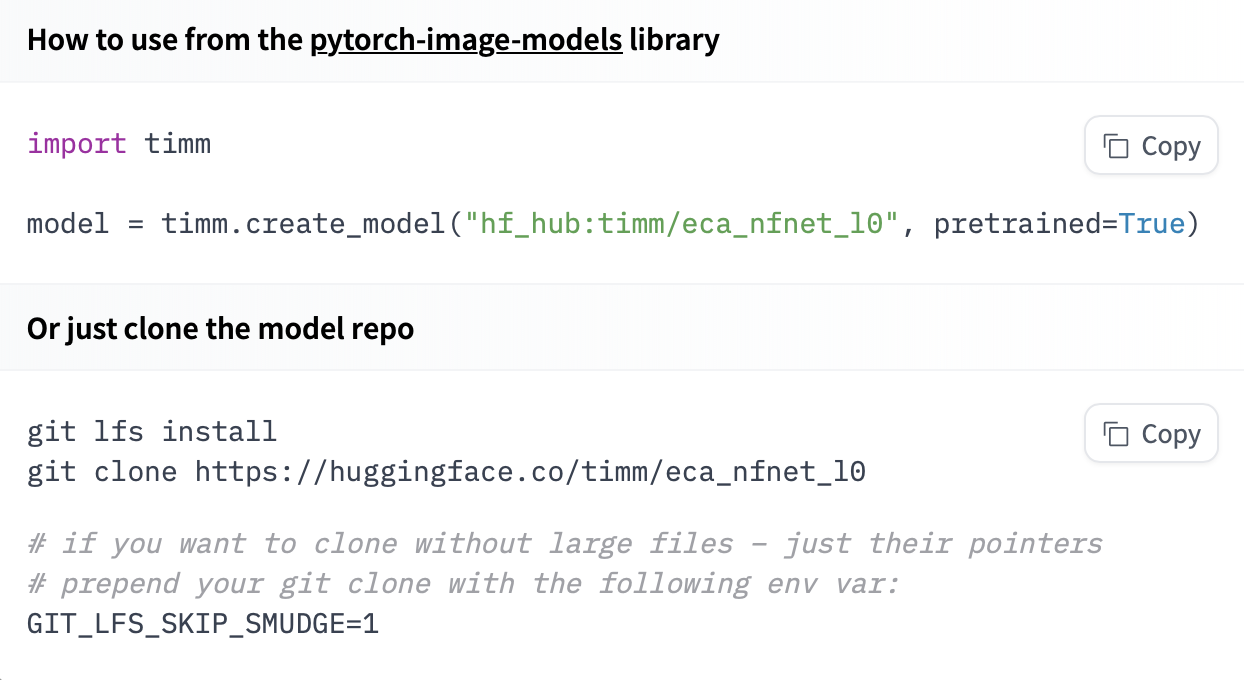 How to use from the pytorch-image-models library
import timm
Copy
model = timm.create_model("hf_hub:timm/eca_nfnet_l0", pretrained=True)
Or just clone the model repo
git lfs install
Copy
git clone https://huggingface.co/timm/eca_nfnet_l0
# if you want to clone without large files – just their pointers
# prepend your git clone with the following env var:
GIT_LFS_SKIP_SMUDGE=1